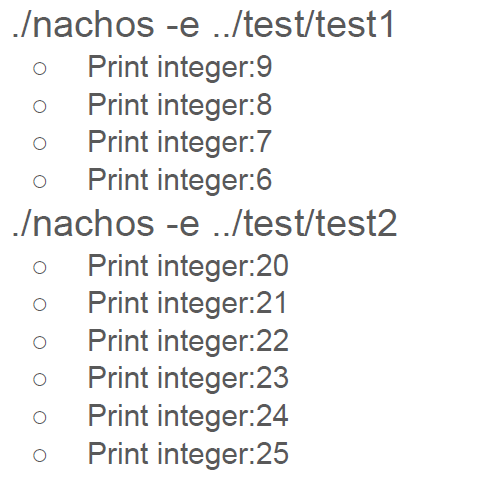 ./nachos -e ../test/test1
○ Print integer:9
○ Print integer:8
○ Print integer:7
○ Print integer:6
./nachos -e ../test/test2
○ Print integer:20
○ Print integer:21
○ Print integer:22
○ Print integer:23
○ Print integer:24
○ Print integer:25